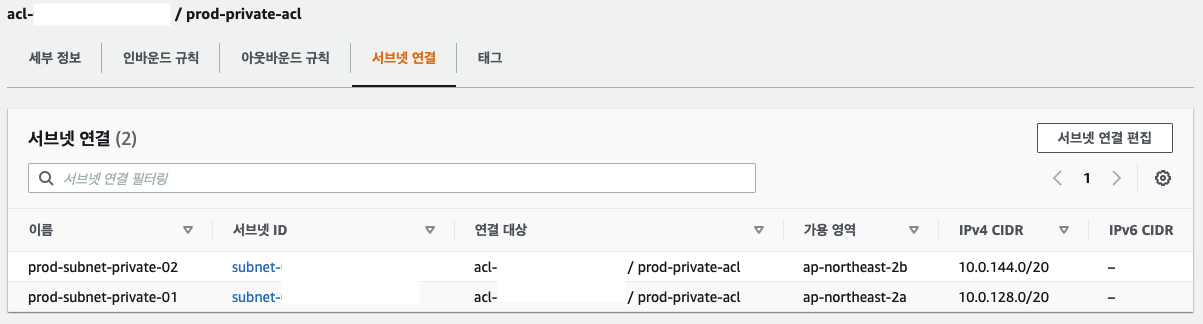 acl- / prod-private-acl
세부 정보 인바운드 규칙 아웃바운드 규칙 서브넷 연결 태그
서브넷 연결 (2) 서브넷 연결 편집
서브넷 연결 필터링 1
이름 서브넷 ID 연결 대상 가용 영역 IPv4 CIDR IPv6 CIDR
prod-subnet-private-02 subnet- acl- / prod-private-acl ap-northeast-2b 10.0.144.0/20 –
prod-subnet-private-01 subnet- acl- / prod-private-acl ap-northeast-2a 10.0.128.0/20 –